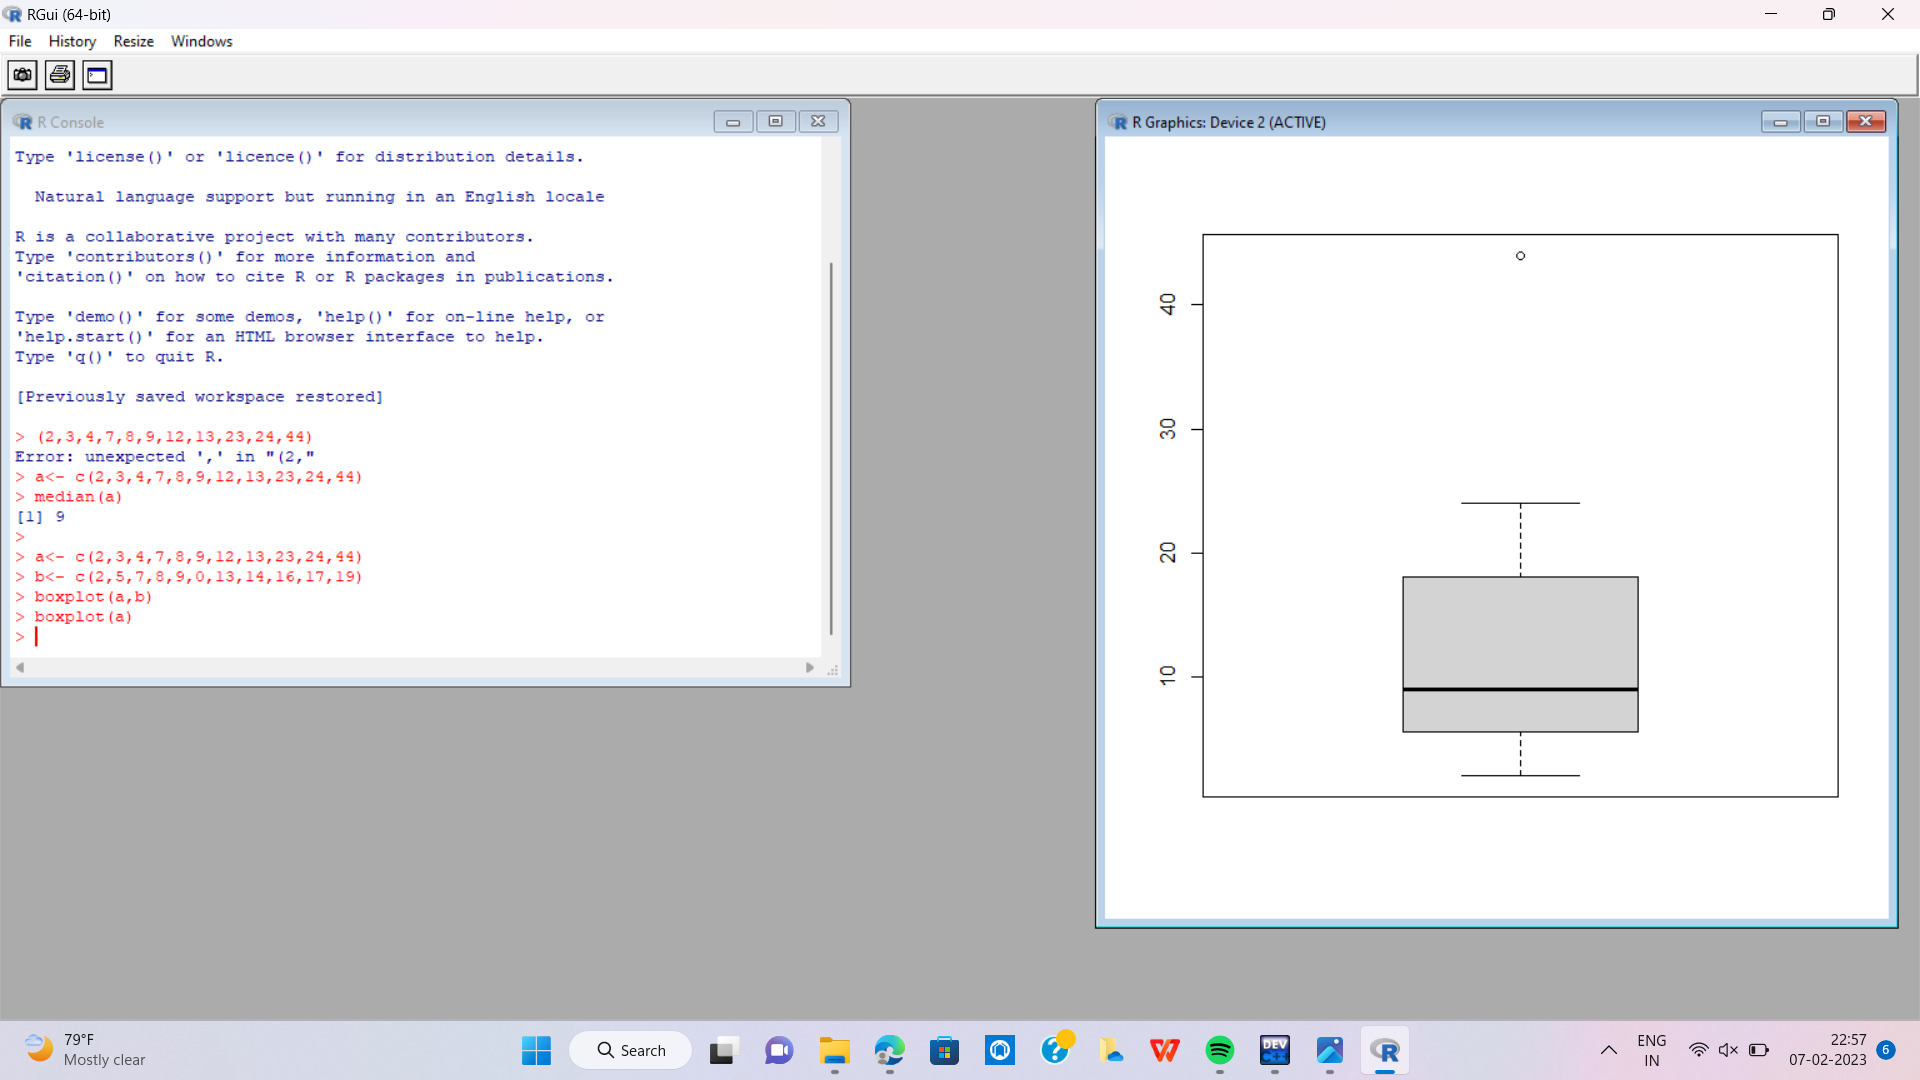 RGui (64-bit)
File History Resize Windows
R Console
Type 'license()' or 'licence()' for distribution details.
Natural language support but running in an English locale
R is a collaborative project with many contributors.
Type 'contributors()' for more information and
'citation()' on how to cite R or R packages in publications.
Type 'demo()' for some demos, 'help()' for on-line help, or
'help.start()' for an HTML browser interface to help.
Type 'q()' to quit R.
[Previously saved workspace restored]
> (2,3,4,7,8,9,12,13,23,24,44)
Error: unexpected ',' in "(2,"
> a<- c(2,3,4,7,8,9,12,13,23,24,44)
> median(a)
[1] 9
>
> a<- c(2,3,4,7,8,9,12,13,23,24,44)
> b<- c(2,5,7,8,9,0,13,14,16,17,19)
> boxplot(a,b)
> boxplot(a)
>
R Graphics: Device 2 (ACTIVE)
40
30
20
10
79°F
Mostly clear
Search
DEV
C++
ENG
IN
22:57
07-02-2023
6